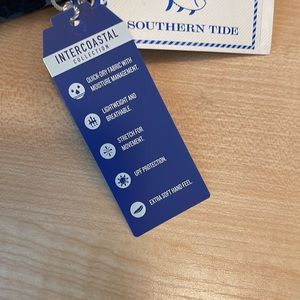 SOUTHERN TIDE
INTERCOASTAL
COLLECTION
QUICK-DRY FABRIC WITH
MOISTURE MANAGEMENT.
LIGHTWEIGHT AND
BREATHABLE.
STRETCH FOR
MOVEMENT.
UPF PROTECTION.
EXTRA SOFT HAND FEEL.